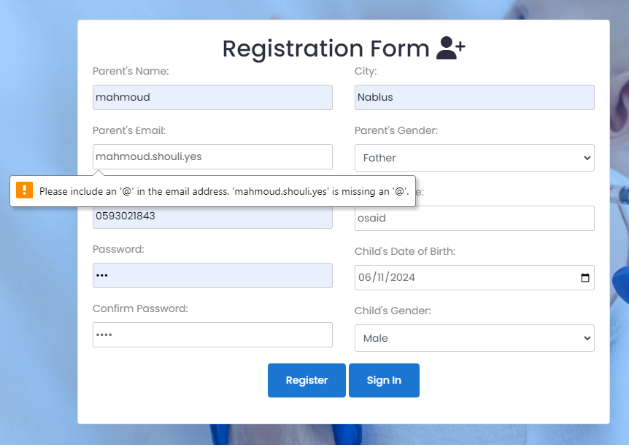 Registration Form
Parent's Name:
mahmoud
City:
Nablus
Parent's Email:
mahmoud.shouli.yes
Parent's Gender:
Father
Please include an '@' in the email address. 'mahmoud.shouli.yes' is missing an '@'.
0593021843
osaid
Password:
•••
Child's Date of Birth:
06/11/2024
Confirm Password:
••••
Child's Gender:
Male
Register
Sign In